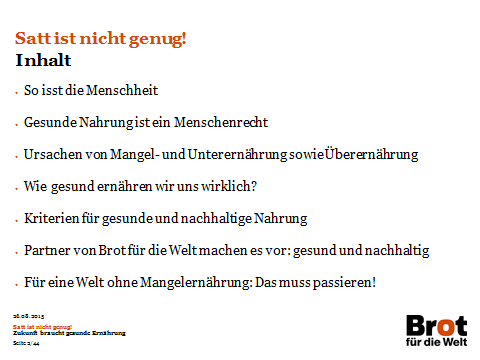 Satt ist nicht genug!
Inhalt
• So isst die Menschheit
• Gesunde Nahrung ist ein Menschenrecht
• Ursachen von Mangel- und Unterernährung sowie Überernährung
• Wie gesund ernähren wir uns wirklich?
• Kriterien für gesunde und nachhaltige Nahrung
• Partner von Brot für die Welt machen es vor: gesund und nachhaltig
• Für eine Welt ohne Mangelernährung: Das muss passieren!
26.08.2015
Satt ist nicht genug!
Zukunft braucht gesunde Ernährung
Seite 2/44
Brot
für die Welt